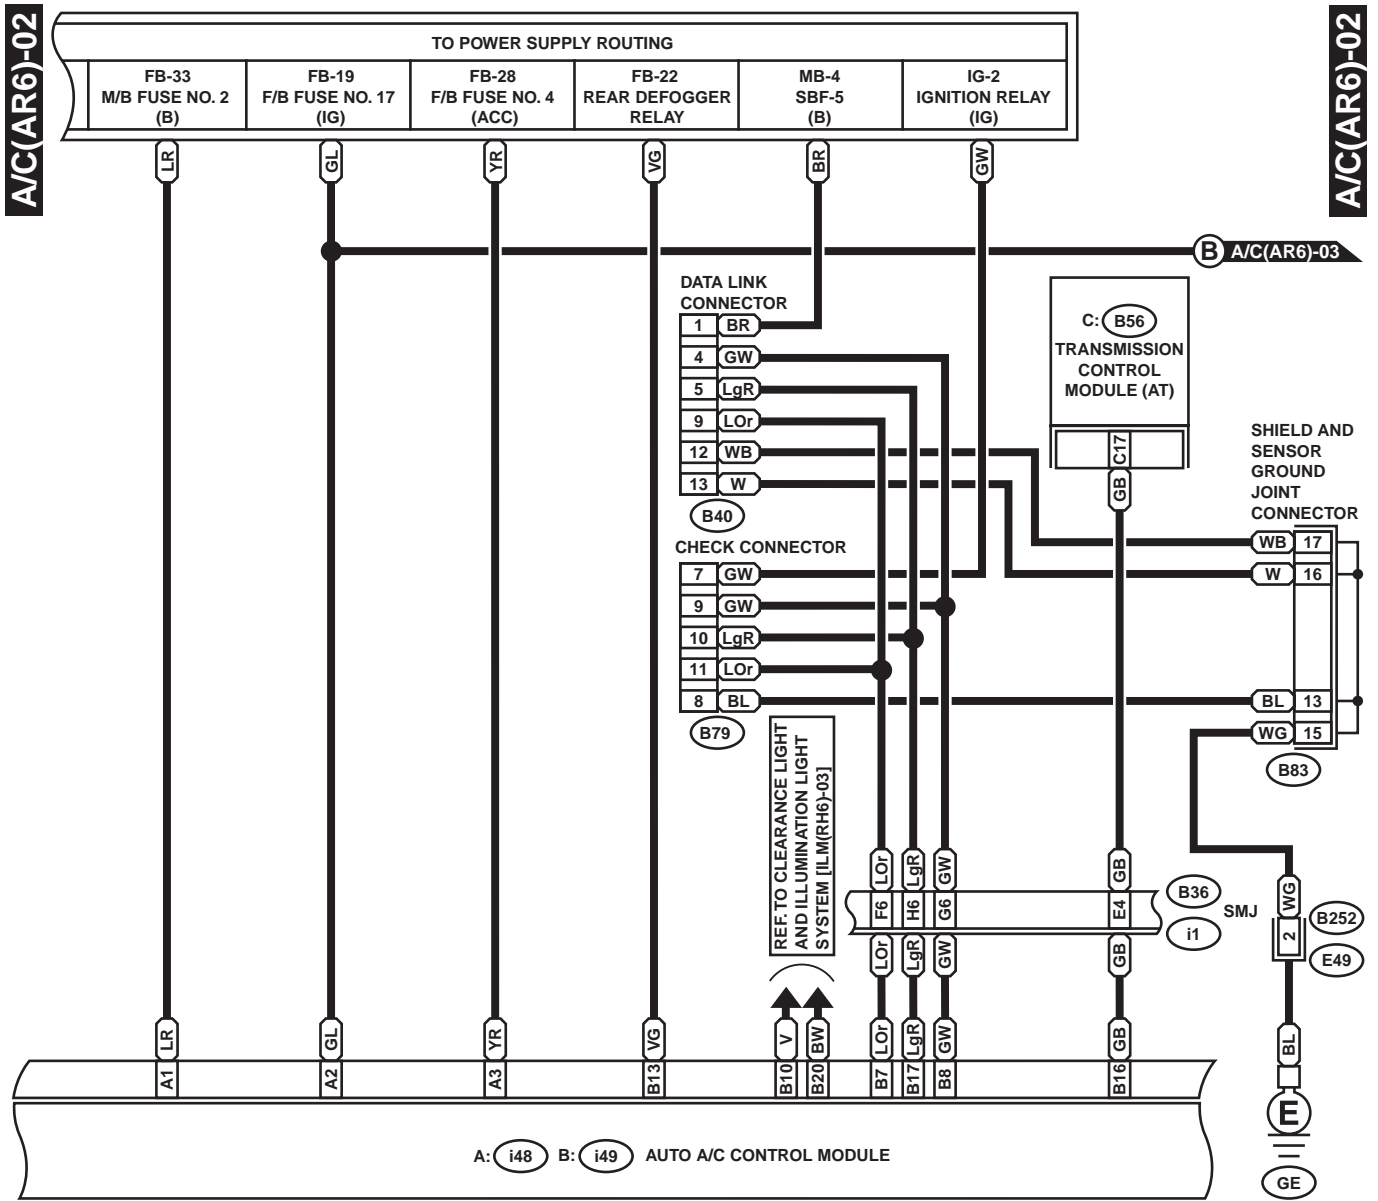 A/C(AR6)-02
A/C(AR6)-02
TO POWER SUPPLY ROUTING
FB-33
M/B FUSE NO. 2
(B)
FB-19
F/B FUSE NO. 17
(IG)
FB-28
F/B FUSE NO. 4
(ACC)
FB-22
REAR DEFOGGER
RELAY
MB-4
SBF-5
(B)
IG-2
IGNITION RELAY
(IG)
LR
GL
YR
VG
BR
GW
B A/C(AR6)-03
DATA LINK
CONNECTOR
1 BR
4 GW
5 LgR
9 LOr
12 WB
13 W
B40
CHECK CONNECTOR
7 GW
9 GW
10 LgR
11 LOr
8 BL
B79
C: B56
TRANSMISSION
CONTROL
MODULE (AT)
C17
GB
SHIELD AND
SENSOR
GROUND
JOINT
CONNECTOR
WB 17
W 16
BL 13
WG 15
B83
REF. TO CLEARANCE LIGHT
AND ILLUMINATION LIGHT
SYSTEM [ILM(RH6)-03]
LOr
LgR
GW
GB
F6
H6
G6
E4
B36
SMJ
i1
LOr
LgR
GW
GB
WG
2
B252
E49
BL
E
GE
LR
GL
YR
VG
V
BW
LOr
LgR
GW
GB
A1
A2
A3
B13
B10
B20
B7
B17
B8
B16
A: i48 B: i49 AUTO A/C CONTROL MODULE